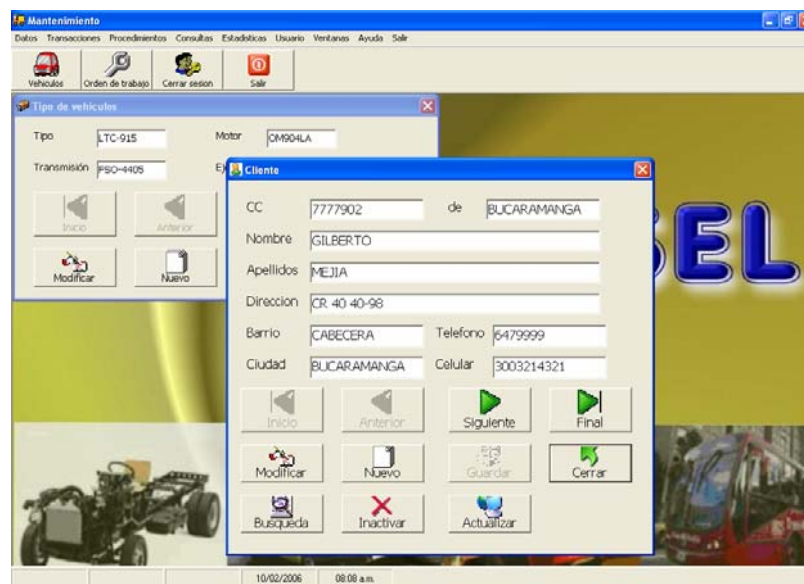 Mantenimiento
Datos Transacciones Procedimientos Consultas Estadisticas Usuario Ventanas Ayuda Salir
Vehiculos Orden de trabajo Cerrar sesion Salir
Tipo de vehiculos
Tipo LTC-915 Motor OM904LA
Transmisión FSO-4405
Inicio Anterior
Modificar Nuevo
Cliente
CC 7777902 de BUCARAMANGA
Nombre GILBERTO
Apellidos MEJIA
Direccion CR 40 40-98
Barrio CABECERA Telefono 6479999
Ciudad BUCARAMANGA Celular 3003214321
Inicio Anterior Siguiente Final
Modificar Nuevo Guardar Cerrar
Busqueda Inactivar Actualizar
SEL
10/02/2006 08:08 a.m.